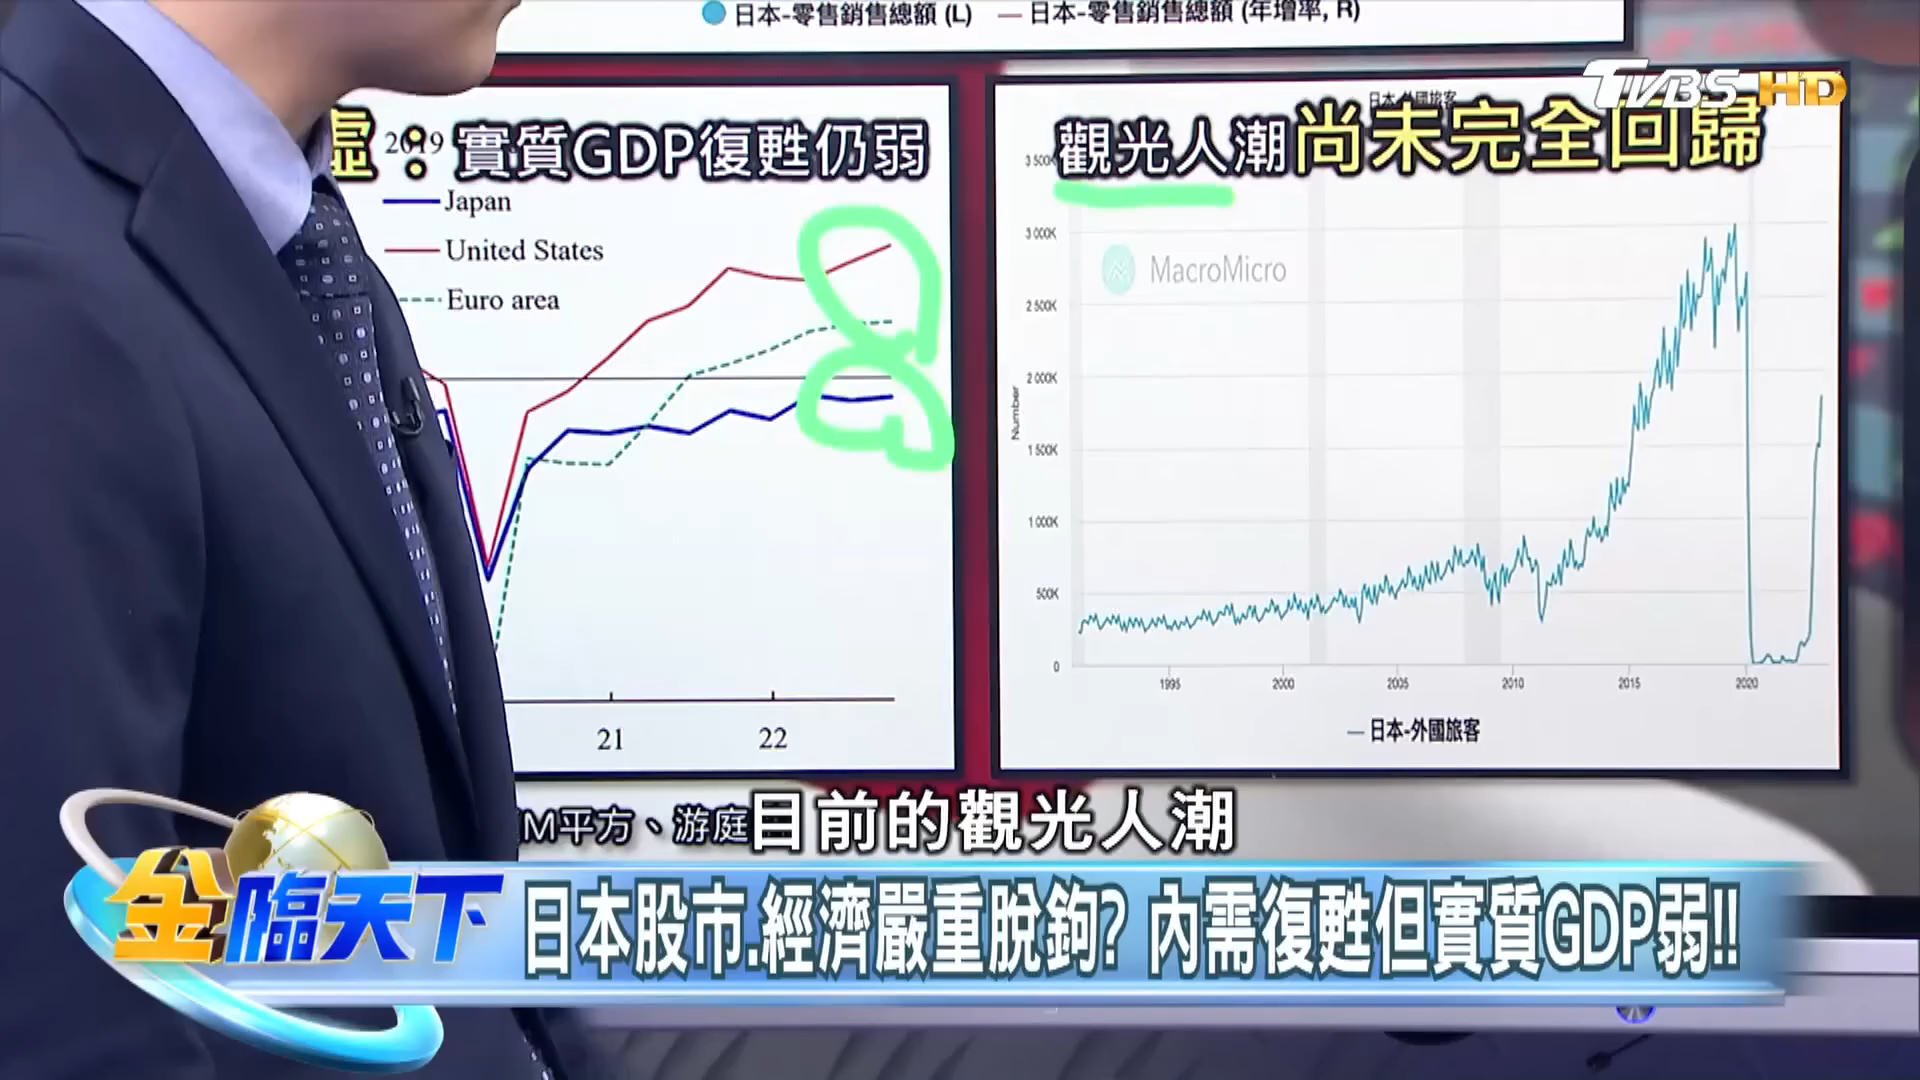 日本-零售銷售總額 (L) 日本-零售銷售總額 (年增率, R)
TVBS HD
虛：實質GDP復甦仍弱
2019
Japan
United States
Euro area
21
22
日本-外國旅客
觀光人潮尚未完全回歸
3 500K
3 000K
2 500K
2 000K
1 500K
1 000K
500K
0
Number
MacroMicro
1995
2000
2005
2010
2015
2020
日本-外國旅客
M平方、游庭
目前的觀光人潮
金臨天下
日本股市.經濟嚴重脫鉤? 內需復甦但實質GDP弱!!